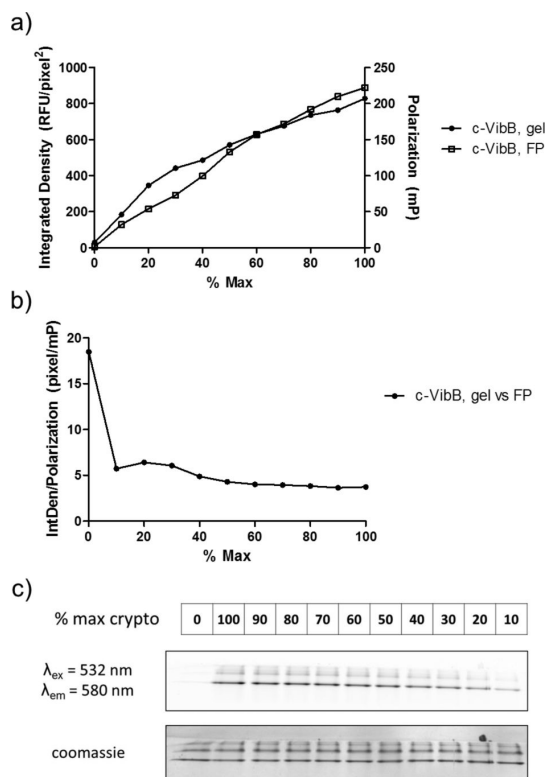 a)
Integrated Density (RFU/pixel²)
1000
800
600
400
200
0
250
200
150
100
50
0
Polarization (mP)
0 20 40 60 80 100
% Max
c-VibB, gel
c-VibB, FP
b)
IntDen/Polarization (pixel/mP)
20
15
10
5
0
0 20 40 60 80 100
% Max
c-VibB, gel vs FP
c)
% max crypto 0 100 90 80 70 60 50 40 30 20 10
λex = 532 nm
λem = 580 nm
coomassie